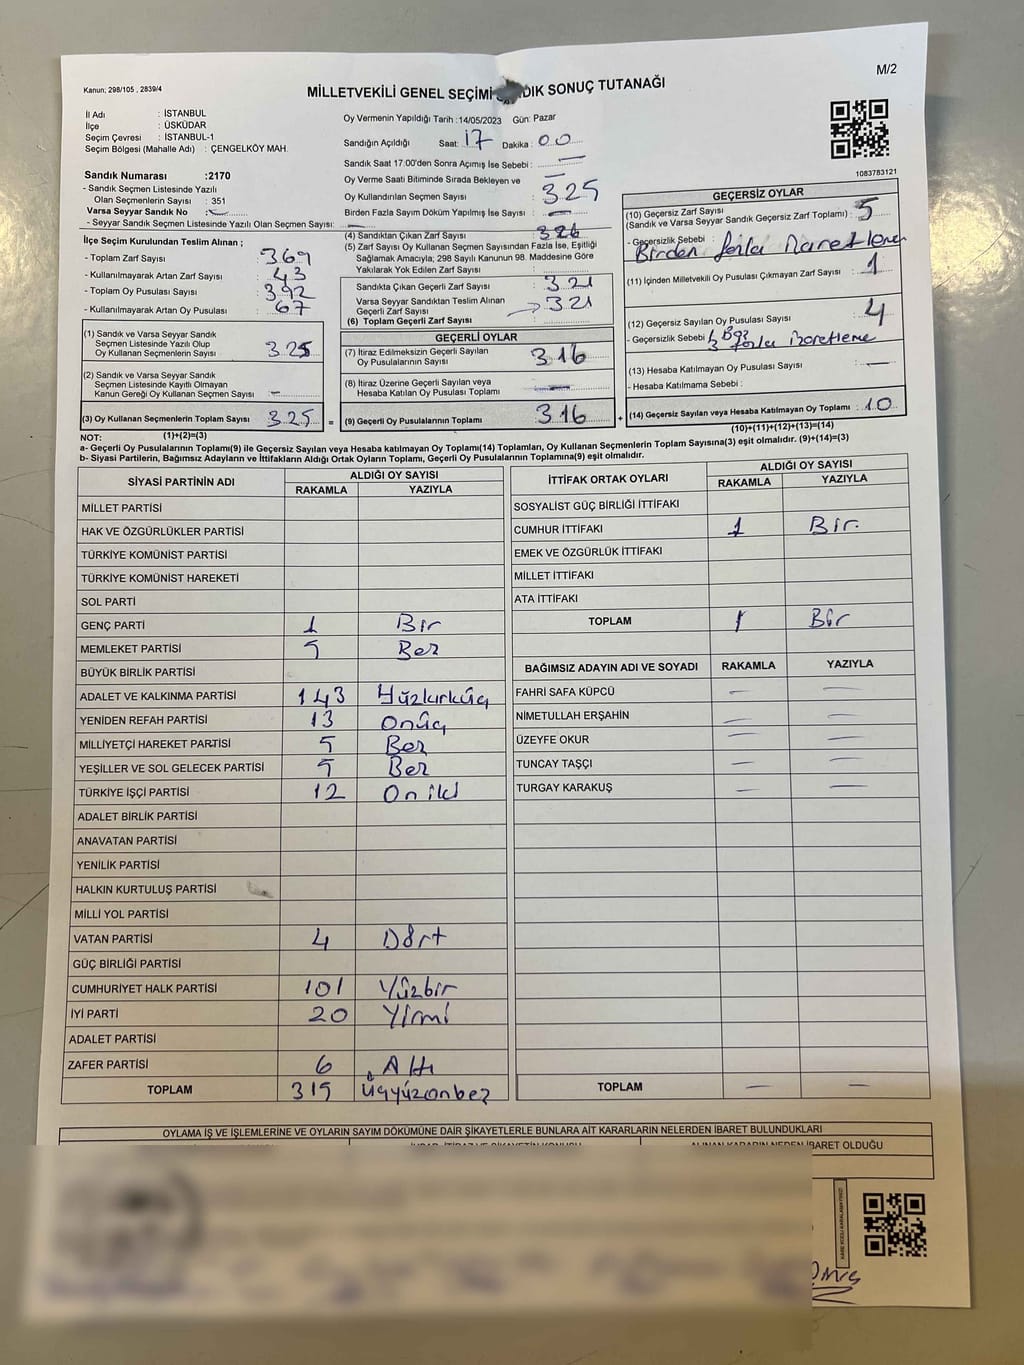 Kanun; 298/105 , 2839/4
M/2
MİLLETVEKİLİ GENEL SEÇİMİ SANDIK SONUÇ TUTANAĞI
İl Adı : İSTANBUL
İlçe : ÜSKÜDAR
Seçim Çevresi : İSTANBUL-1
Seçim Bölgesi (Mahalle Adı) : ÇENGELKÖY MAH.
Sandık Numarası :2170
- Sandık Seçmen Listesinde Yazılı
Olan Seçmenlerin Sayısı : 351
Varsa Seyyar Sandık No :
- Seyyar Seçmen Listesinde Yazılı Olan Seçmen Sayısı:
İlçe Seçim Kurulundan Teslim Alınan ;
- Toplam Zarf Sayısı : 369
- Kullanılmayarak Artan Zarf Sayısı : 43
- Toplam Oy Pusulası Sayısı : 392
- Kullanılmayarak Artan Oy Pusulası : 67
Oy Vermenin Yapıldığı Tarih :14/05/2023 Gün: Pazar
Sandığın Açıldığı Saat: 17 Dakika : 00
Sandık Saat 17:00'den Sonra Açımış İse Sebebi : —
Oy Verme Saati Bitiminde Sırada Bekleyen ve
Oy Kullandırılan Seçmen Sayısı : 325
Birden Fazla Sayım Döküm Yapılmış İse Sayısı : —
(4) Sandıktan Çıkan Zarf Sayısı : 326
(5) Zarf Sayısı Oy Kullanan Seçmen Sayısından Fazla İse, Eşitliği
Sağlamak Amacıyla; 298 Sayılı Kanunun 98. Maddesine Göre
Yakılarak Yok Edilen Zarf Sayısı :
Sandıkta Çıkan Geçerli Zarf Sayısı : 321
Varsa Seyyar Sandıktan Teslim Alınan
Geçerli Zarf Sayısı : 321
(6) Toplam Geçerli Zarf Sayısı
1083783121
GEÇERSİZ OYLAR
(10) Geçersiz Zarf Sayısı
(Sandık ve Varsa Seyyar Sandık Geçersiz Zarf Toplamı) : 5
- Geçersizlik Sebebi :
Birden fazla
(11) İçinden Milletvekili Oy Pusulası Çıkmayan Zarf Sayısı : 1
(12) Geçersiz Sayılan Oy Pusulası Sayısı : 4
- Geçersizlik Sebebi :
fazla
(13) Hesaba Katılmayan Oy Pusulası Sayısı : —
- Hesaba Katılmama Sebebi :
(14) Geçersiz Sayılan veya Hesaba Katılmayan Oy Toplamı : 10
(10)+(11)+(12)+(13)=(14)
(1) Sandık ve Varsa Seyyar Sandık
Seçmen Listesinde Yazılı Olup
Oy Kullanan Seçmenlerin Sayısı : 325
(2) Sandık ve Varsa Seyyar Sandık
Seçmen Listesinde Kayıtlı Olmayan
Kanun Gereği Oy Kullanan Seçmen Sayısı : —
(3) Oy Kullanan Seçmenlerin Toplam Sayısı : 325 =
(1)+(2)=(3)
GEÇERLİ OYLAR
(7) İtiraz Edilmeksizin Geçerli Sayılan
Oy Pusulalarının Sayısı : 316
(8) İtiraz Üzerine Geçerli Sayılan veya
Hesaba Katılan Oy Pusulası Toplamı : —
(9) Geçerli Oy Pusulalarının Toplamı : 316 +
NOT:
a- Geçerli Oy Pusulalarının Toplamı(9) ile Geçersiz Sayılan veya Hesaba katılmayan Oy Toplamı(14) Toplamları, Oy Kullanan Seçmenlerin Toplam Sayısına(3) eşit olmalıdır. (9)+(14)=(3)
b- Siyasi Partilerin, Bağımsız Adayların ve İttifakların Aldığı Ortak Oyların Toplamı, Geçerli Oy Pusulalarının Toplamına(9) eşit olmalıdır.
SİYASİ PARTİNİN ADI ALDIĞI OY SAYISI
RAKAMLA YAZIYLA
MİLLET PARTİSİ
HAK VE ÖZGÜRLÜKLER PARTİSİ
TÜRKİYE KOMÜNİST PARTİSİ
TÜRKİYE KOMÜNİST HAREKETİ
SOL PARTİ
GENÇ PARTİ 1 Bir
MEMLEKET PARTİSİ 5 Beş
BÜYÜK BİRLİK PARTİSİ
ADALET VE KALKINMA PARTİSİ 143 Yüzkırküç
YENİDEN REFAH PARTİSİ 13 Onüç
MİLLİYETÇİ HAREKET PARTİSİ 5 Beş
YEŞİLLER VE SOL GELECEK PARTİSİ 5 Beş
TÜRKİYE İŞÇİ PARTİSİ 12 Oniki
ADALET BİRLİK PARTİSİ
ANAVATAN PARTİSİ
YENİLİK PARTİSİ
HALKIN KURTULUŞ PARTİSİ
MİLLİ YOL PARTİSİ
VATAN PARTİSİ 4 Dört
GÜÇ BİRLİĞİ PARTİSİ
CUMHURİYET HALK PARTİSİ 101 Yüzbir
İYİ PARTİ 20 Yirmi
ADALET PARTİSİ
ZAFER PARTİSİ 6 Altı
TOPLAM 315 Üçyüzonbeş
İTTİFAK ORTAK OYLARI ALDIĞI OY SAYISI
RAKAMLA YAZIYLA
SOSYALİST GÜÇ BİRLİĞİ İTTİFAKI
CUMHUR İTTİFAKI 1 Bir.
EMEK VE ÖZGÜRLÜK İTTİFAKI
MİLLET İTTİFAKI
ATA İTTİFAKI
TOPLAM 1 Bir
BAĞIMSIZ ADAYIN ADI VE SOYADI RAKAMLA YAZIYLA
FAHRİ SAFA KÜPCÜ — —
NİMETULLAH ERŞAHİN — —
ÜZEYFE OKUR — —
TUNCAY TAŞÇI — —
TURGAY KARAKUŞ — —
TOPLAM — —
OYLAMA İŞ VE İŞLEMLERİNE VE OYLARIN SAYIM DÖKÜMÜNE DAİR ŞİKAYETLERLE BUNLARA AİT KARARLARIN NELERDEN İBARET BULUNDUKLARI
ALINAN KARARIN NEDEN İBARET OLDUĞU